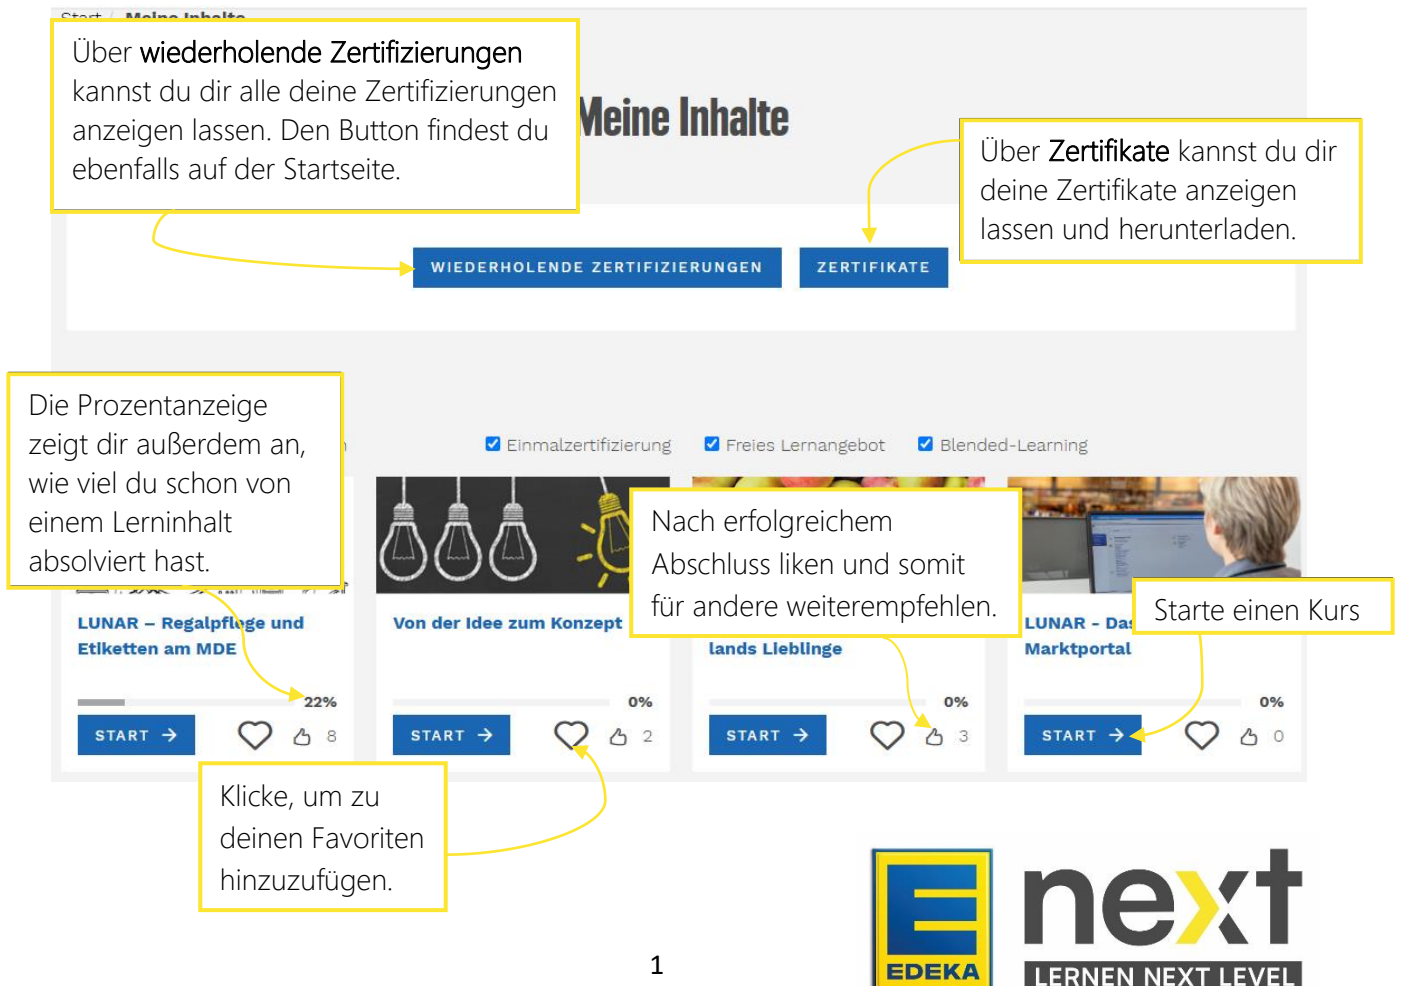 Start / Meine Inhalte
Über wiederholende Zertifizierungen
kannst du dir alle deine Zertifizierungen
anzeigen lassen. Den Button findest du
ebenfalls auf der Startseite.
Meine Inhalte
Über Zertifikate kannst du dir
deine Zertifikate anzeigen
lassen und herunterladen.
WIEDERHOLENDE ZERTIFIZIERUNGEN
ZERTIFIKATE
Die Prozentanzeige
zeigt dir außerdem an,
wie viel du schon von
einem Lerninhalt
absolviert hast.
Einmalzertifizierung
Freies Lernangebot
Blended-Learning
Nach erfolgreichem
Abschluss liken und somit
für andere weiterempfehlen.
Starte einen Kurs
LUNAR – Regalpflege und
Etiketten am MDE
22%
START →
8
Von der Idee zum Konzept
0%
START →
2
lands Lieblinge
0%
START →
3
LUNAR - Das
Marktportal
0%
START →
0
Klicke, um zu
deinen Favoriten
hinzuzufügen.
EDEKA
next
LERNEN NEXT LEVEL
1